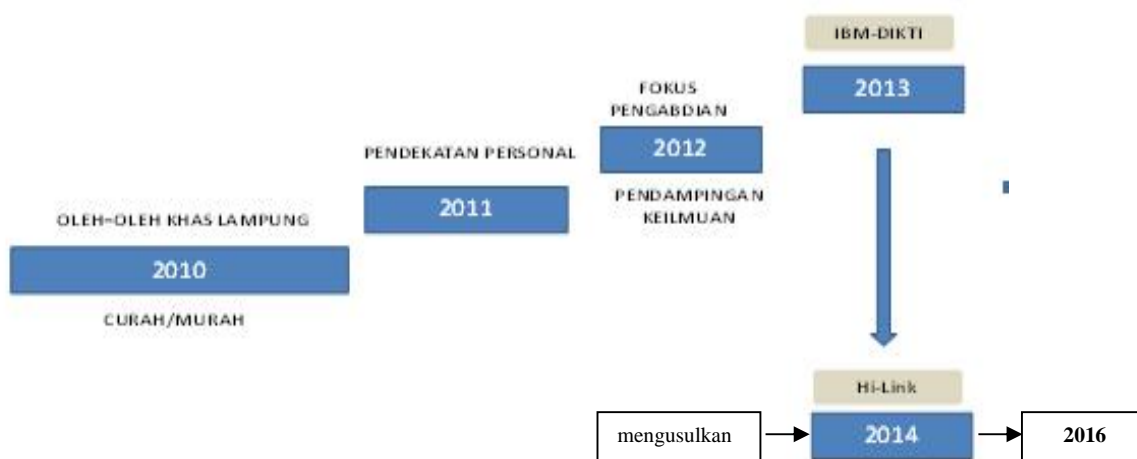 OLEH-OLEH KHAS LAMPUNG
2010
CURAH/MURAH
PENDEKATAN PERSONAL
2011
FOKUS
PENGABDIAN
2012
PENDAMPINGAN
KEILMUAN
IBM-DIKTI
2013
Hi-Link
mengusulkan
2014
2016